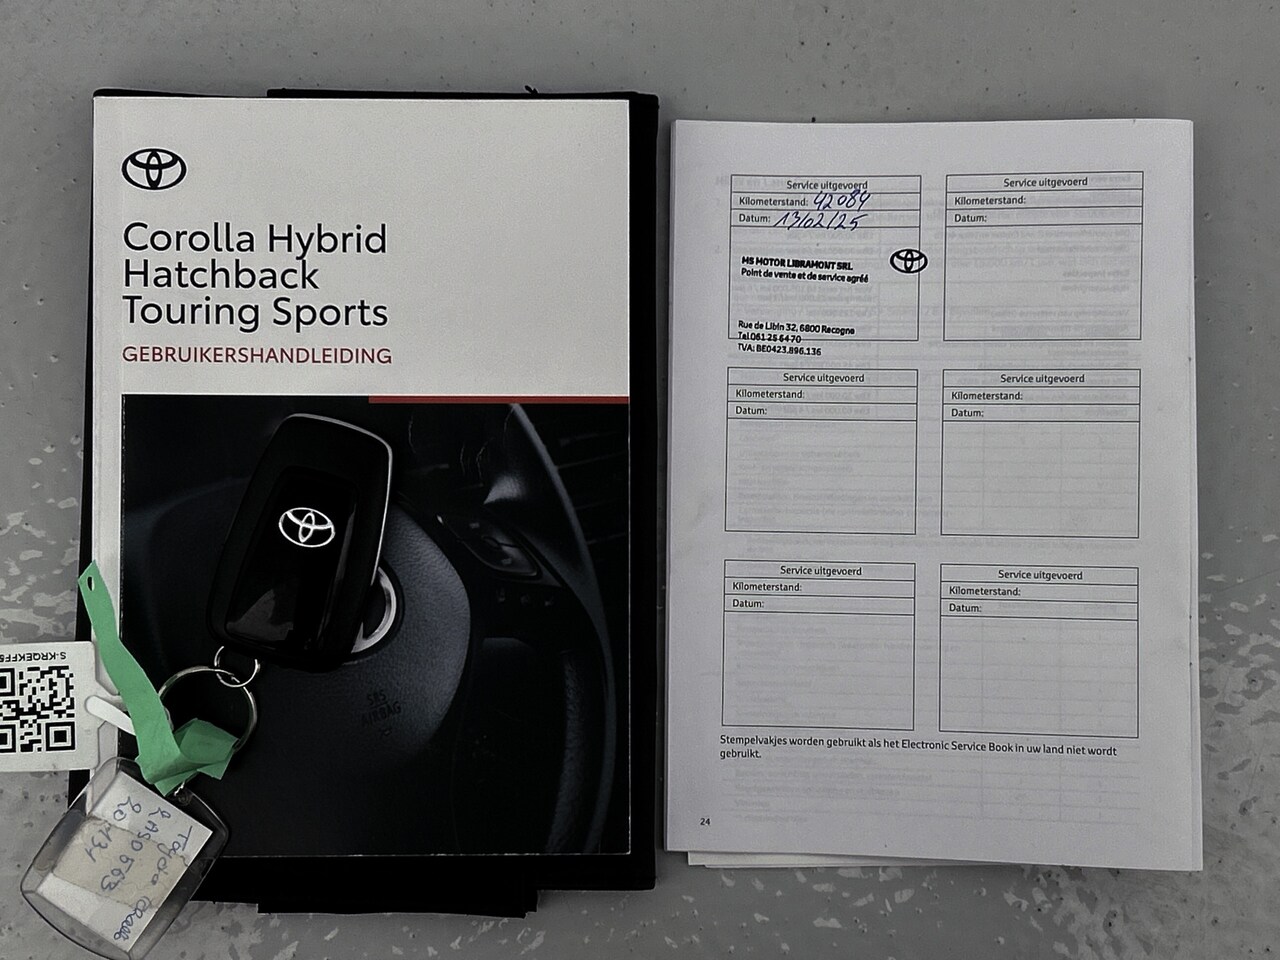 Corolla Hybrid
Hatchback
Touring Sports
GEBRUIKERSHANDLEIDING
SRS
AIRBAG
S-KRQEKFF
Toyota
2ASO563
Service uitgevoerd
Kilometerstand: 42084
Datum: 13/02/25
MS MOTOR LIBRAMONT SRL
Point de vente et de service agréé
Rue de Libin 32, 6800 Recogne
Tel 061 25 64 70
TVA: BE0423.896.136
Service uitgevoerd
Kilometerstand:
Datum:
Service uitgevoerd
Kilometerstand:
Datum:
Service uitgevoerd
Kilometerstand:
Datum:
Service uitgevoerd
Kilometerstand:
Datum:
Service uitgevoerd
Kilometerstand:
Datum:
Stempelvakjes worden gebruikt als het Electronic Service Book in uw land niet wordt
gebruikt.
24